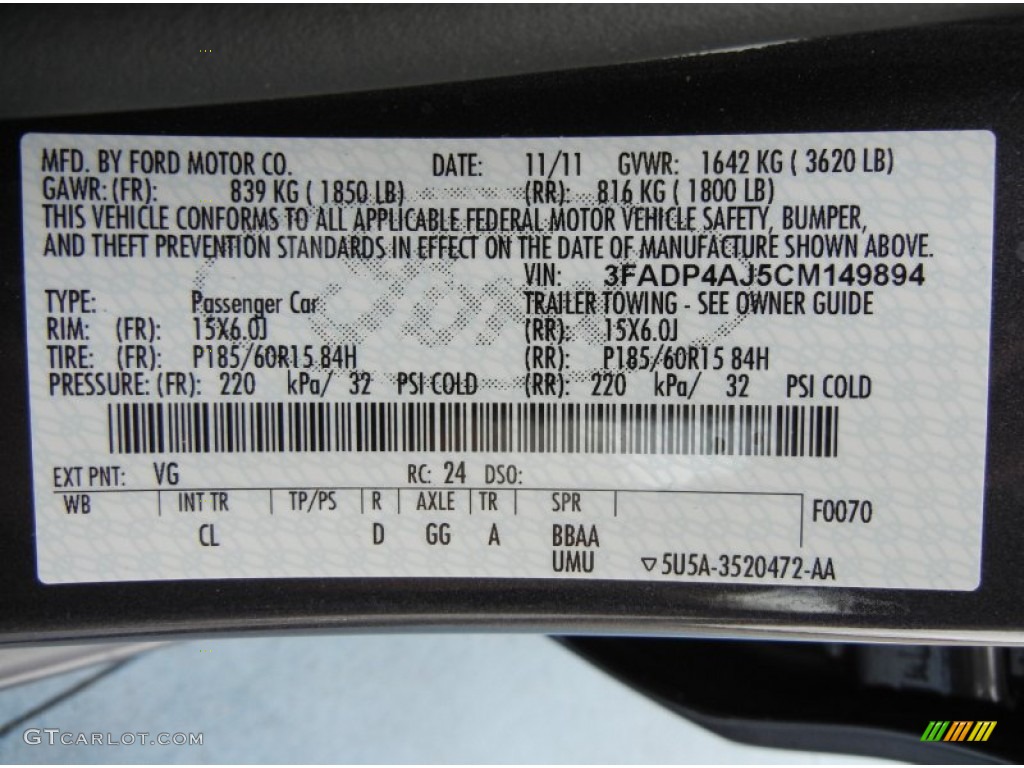 MFD. BY FORD MOTOR CO. DATE: 11/11 GVWR: 1642 KG ( 3620 LB)
GAWR: (FR): 839 KG ( 1850 LB) (RR): 816 KG ( 1800 LB)
THIS VEHICLE CONFORMS TO ALL APPLICABLE FEDERAL MOTOR VEHICLE SAFETY, BUMPER,
AND THEFT PREVENTION STANDARDS IN EFFECT ON THE DATE OF MANUFACTURE SHOWN ABOVE.
VIN: 3FADP4AJ5CM149894
TYPE: Passenger Car TRAILER TOWING - SEE OWNER GUIDE
RIM: (FR): 15X6.0J (RR): 15X6.0J
TIRE: (FR): P185/60R15 84H (RR): P185/60R15 84H
PRESSURE: (FR): 220 kPa/ 32 PSI COLD (RR): 220 kPa/ 32 PSI COLD
EXT PNT: VG RC: 24 DSO:
WB INT TR TP/PS R AXLE TR SPR F0070
CL D GG A BBAA
UMU ▽5U5A-3520472-AA
GTCARLOT.COM